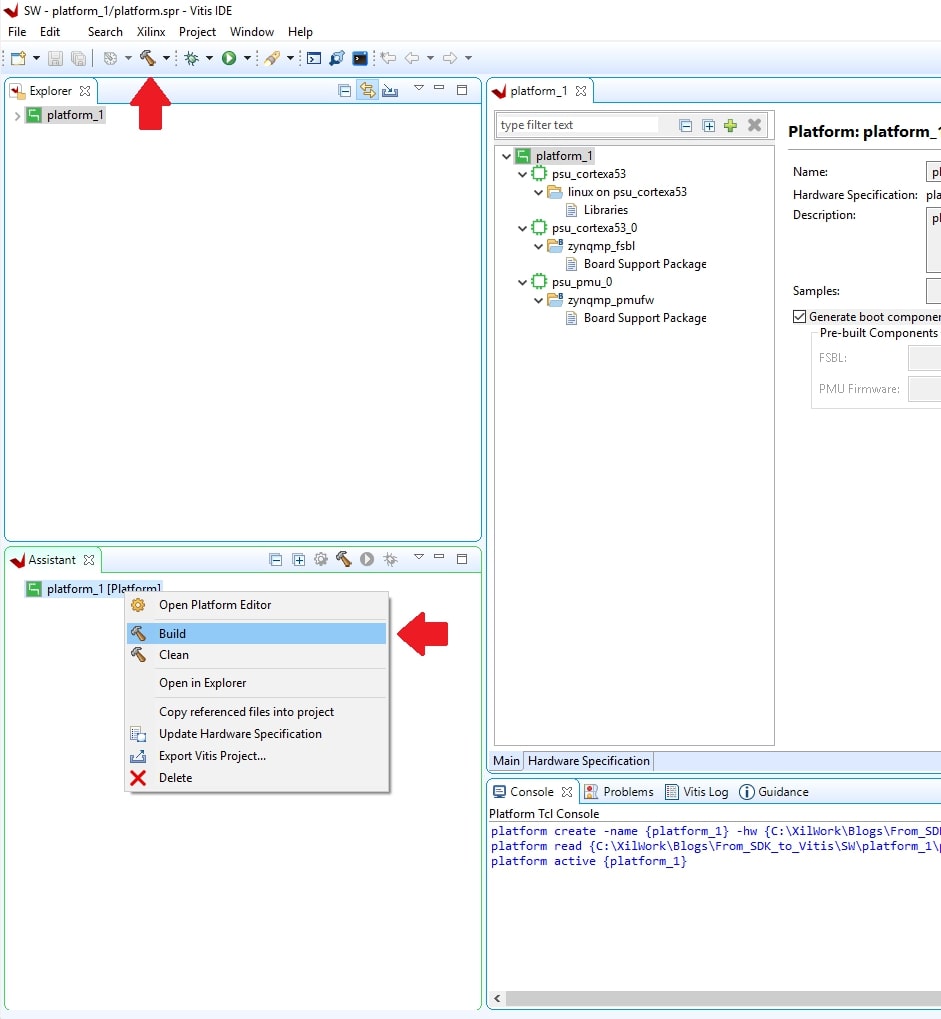 SW - platform_1/platform.spr - Vitis IDE
File Edit Search Xilinx Project Window Help
Explorer
platform_1
platform_1
type filter text
platform_1
psu_cortexa53
linux on psu_cortexa53
Libraries
psu_cortexa53_0
zynqmp_fsbl
Board Support Package
psu_pmu_0
zynqmp_pmufw
Board Support Package
Platform: platform_1
Name:
pl
Hardware Specification: pla
Description:
pl
Samples:
Generate boot componen
Pre-built Components
FSBL:
PMU Firmware:
Main Hardware Specification
Assistant
platform_1 [Platform]
Open Platform Editor
Build
Clean
Open in Explorer
Copy referenced files into project
Update Hardware Specification
Export Vitis Project...
Delete
Console Problems Vitis Log Guidance
Platform Tcl Console
platform create -name {platform_1} -hw {C:\XilWork\Blogs\From_SD
platform read {C:\XilWork\Blogs\From_SDK_to_Vitis\SW\platform_1\p
platform active {platform_1}